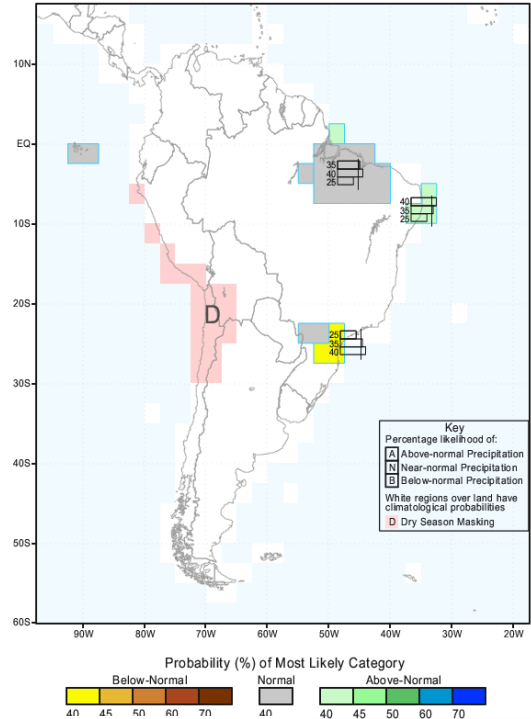 10N
EQ
10S
20S
30S
40S
50S
60S
35
40
25
40
35
25
25
35
40
D
Key
Percentage likelihood of:
A Above-normal Precipitation
N Near-normal Precipitation
B Below-normal Precipitation
White regions over land have
climatological probabilities
D Dry Season Masking
90W 80W 70W 60W 50W 40W 30W 20W
Probability (%) of Most Likely Category
Below-Normal Normal Above-Normal
40 45 50 60 70 40 40 45 50 60 70